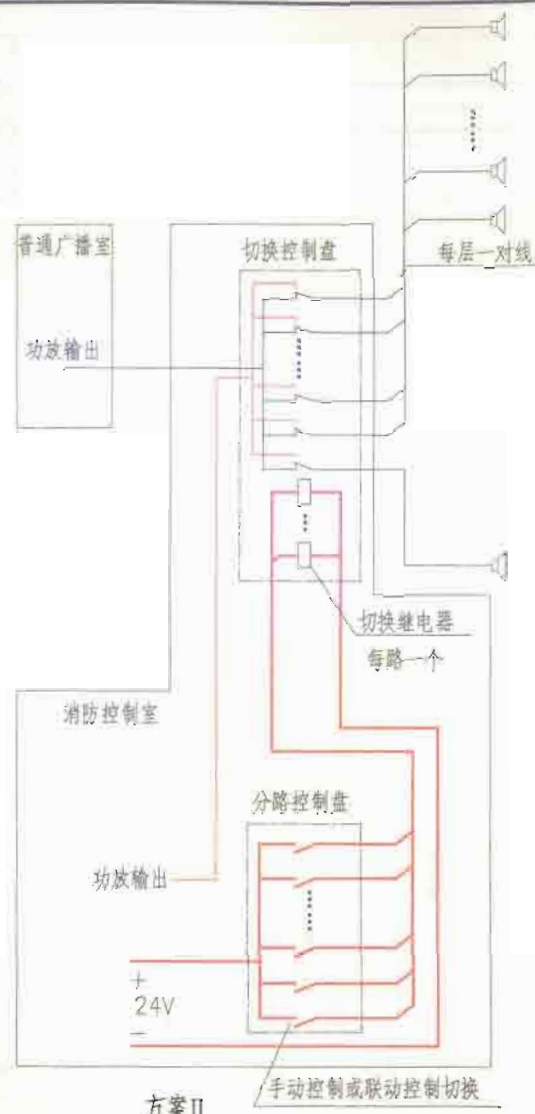 普通广播室
切换控制盘
每层一对线
功放输出
切换继电器
每路一个
消防控制室
分路控制盘
功放输出
+
24V
−
手动控制或联动控制切换
方案Ⅱ